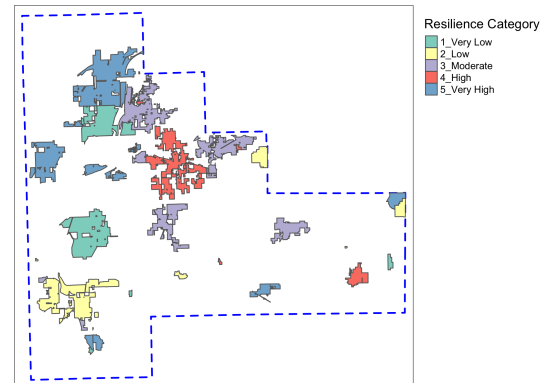 Resilience Category
1_Very Low
2_Low
3_Moderate
4_High
5_Very High